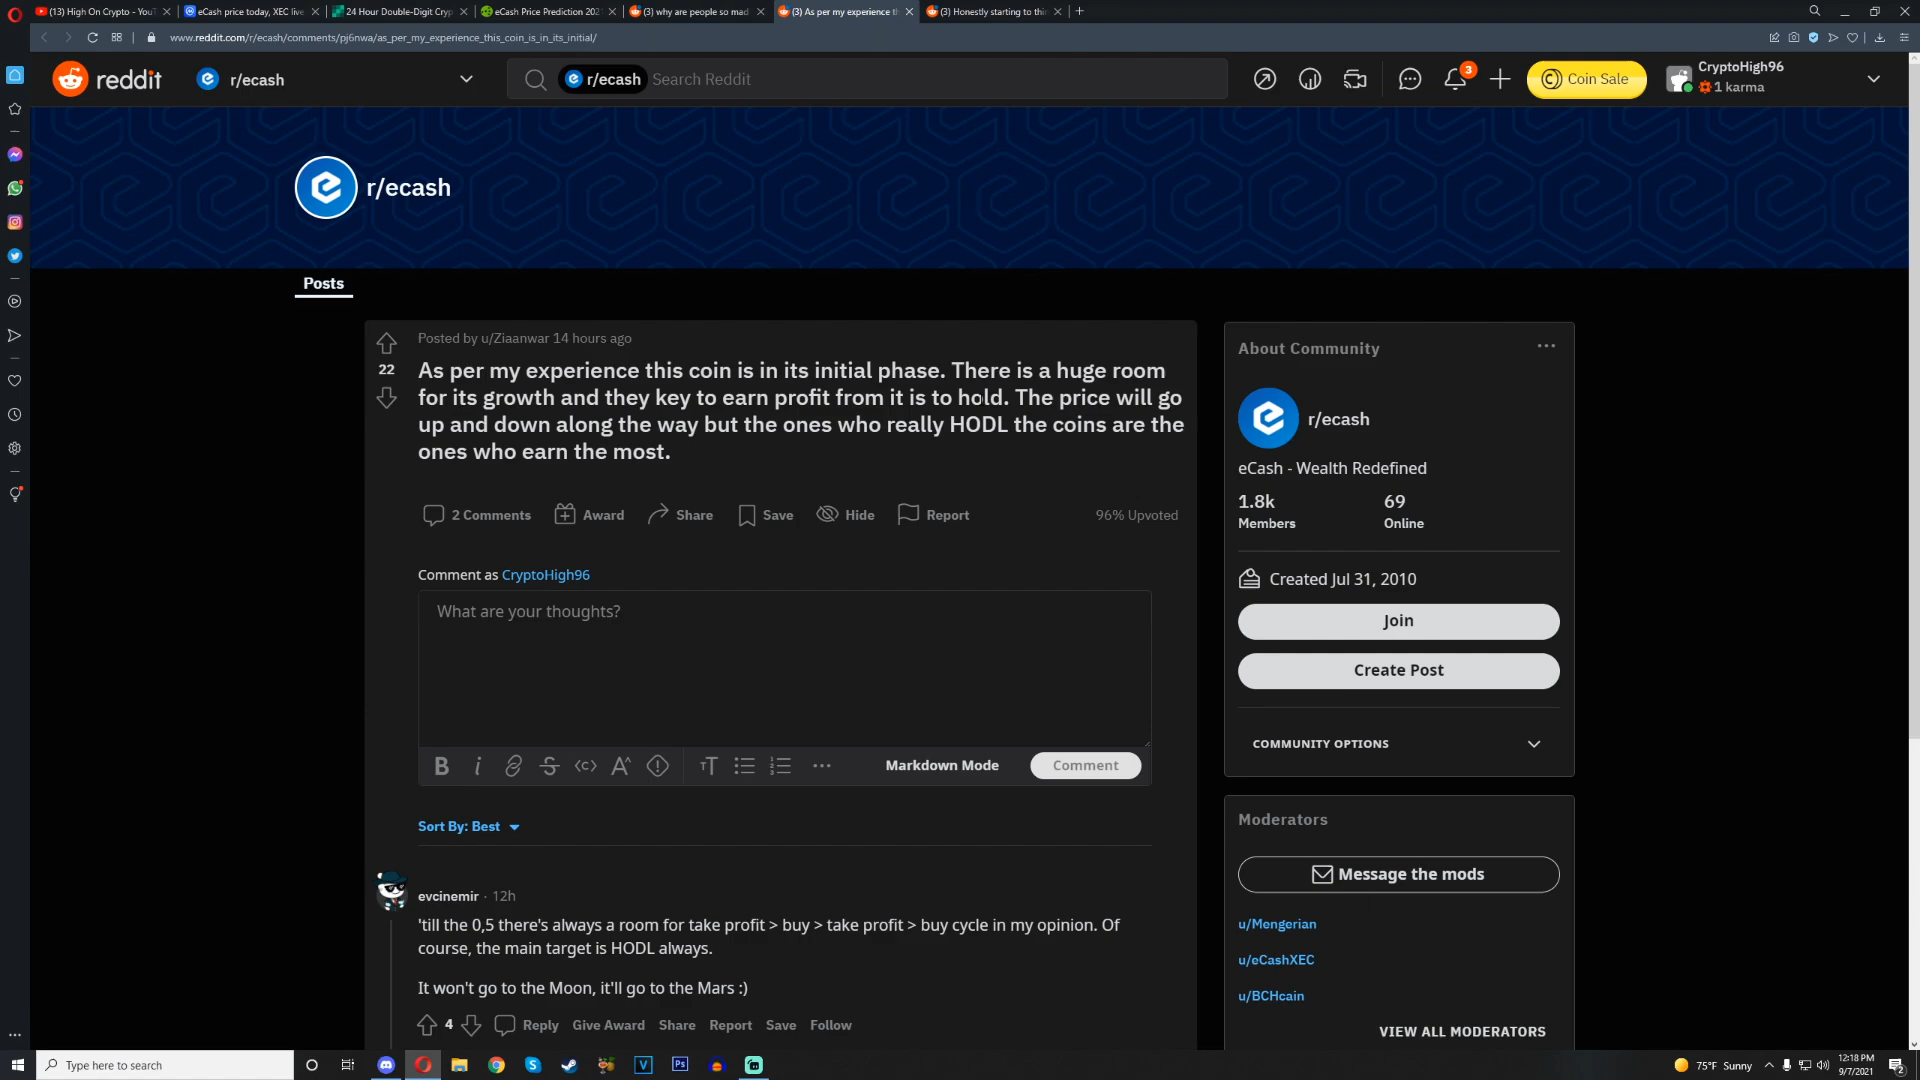 (13) High On Crypto - YouT
eCash price today, XEC live
24 Hour Double-Digit Cryp
eCash Price Prediction 202
(3) why are people so mad
(3) As per my experience th
(3) Honestly starting to thin
www.reddit.com/r/ecash/comments/pj6nwa/as_per_my_experience_this_coin_is_in_its_initial/
reddit
r/ecash
r/ecash Search Reddit
3
Coin Sale
CryptoHigh96
1 karma
r/ecash
Posts
Posted by u/Ziaanwar 14 hours ago
22
As per my experience this coin is in its initial phase. There is a huge room
for its growth and they key to earn profit from it is to hold. The price will go
up and down along the way but the ones who really HODL the coins are the
ones who earn the most.
2 Comments Award Share Save Hide Report 96% Upvoted
Comment as CryptoHigh96
What are your thoughts?
Markdown Mode Comment
Sort By: Best
evcinemir · 12h
'till the 0,5 there's always a room for take profit > buy > take profit > buy cycle in my opinion. Of
course, the main target is HODL always.
It won't go to the Moon, it'll go to the Mars :)
4 Reply Give Award Share Report Save Follow
About Community
r/ecash
eCash - Wealth Redefined
1.8k 69
Members Online
Created Jul 31, 2010
Join
Create Post
COMMUNITY OPTIONS
Moderators
Message the mods
u/Mengerian
u/eCashXEC
u/BCHcain
VIEW ALL MODERATORS
Type here to search
75°F Sunny
12:18 PM
9/7/2021
2